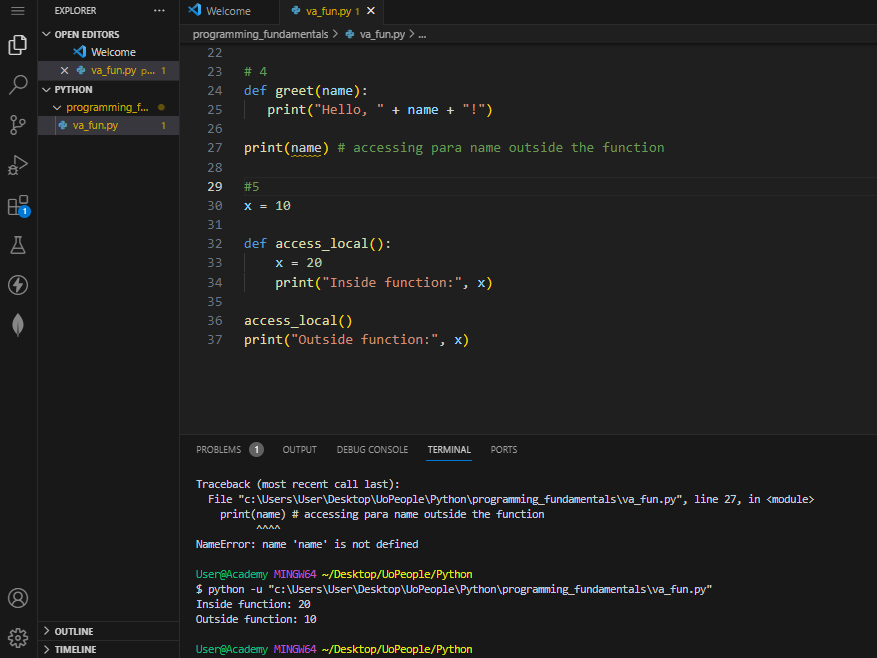 EXPLORER
...
OPEN EDITORS
Welcome
va_fun.py p... 1
PYTHON
programming_f...
va_fun.py 1
1
OUTLINE
TIMELINE
Welcome
va_fun.py 1
programming_fundamentals > va_fun.py > ...
22
23 # 4
24 def greet(name):
25 print("Hello, " + name + "!")
26
27 print(name) # accessing para name outside the function
28
29 #5
30 x = 10
31
32 def access_local():
33 x = 20
34 print("Inside function:", x)
35
36 access_local()
37 print("Outside function:", x)
PROBLEMS 1 OUTPUT DEBUG CONSOLE TERMINAL PORTS
Traceback (most recent call last):
File "c:\Users\User\Desktop\UoPeople\Python\programming_fundamentals\va_fun.py", line 27, in <module>
print(name) # accessing para name outside the function
^^^^
NameError: name 'name' is not defined
User@Academy MINGW64 ~/Desktop/UoPeople/Python
$ python -u "c:\Users\User\Desktop\UoPeople\Python\programming_fundamentals\va_fun.py"
Inside function: 20
Outside function: 10
User@Academy MINGW64 ~/Desktop/UoPeople/Python